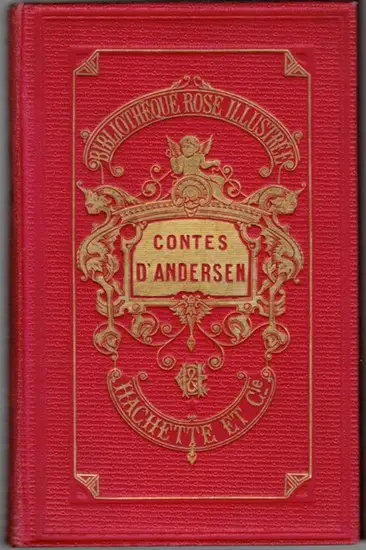 BIBLIOTHÈQUE ROSE ILLUSTRÉE
CONTES
D'ANDERSEN
H&C
HACHETTE ET Cie